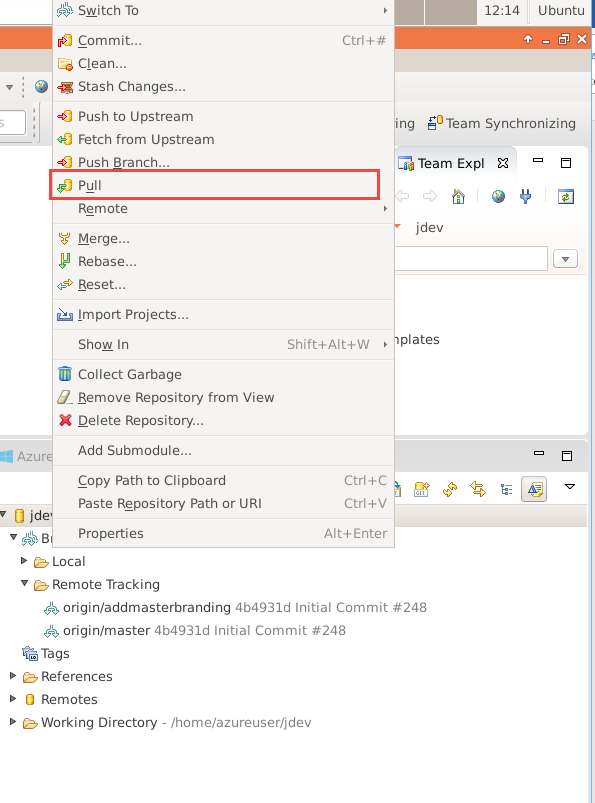 Switch To
12:14 Ubuntu
Commit... Ctrl+#
Clean...
Stash Changes...
Push to Upstream
ing Team Synchronizing
Fetch from Upstream
Push Branch...
Team Expl
Pull
Remote
jdev
Merge...
Rebase...
Reset...
Import Projects...
Show In Shift+Alt+W
nplates
Collect Garbage
Remove Repository from View
Delete Repository...
Add Submodule...
Azure
Copy Path to Clipboard Ctrl+C
Paste Repository Path or URI Ctrl+V
jdev
Properties Alt+Enter
Br
Local
Remote Tracking
origin/addmasterbranding 4b4931d Initial Commit #248
origin/master 4b4931d Initial Commit #248
Tags
References
Remotes
Working Directory - /home/azureuser/jdev